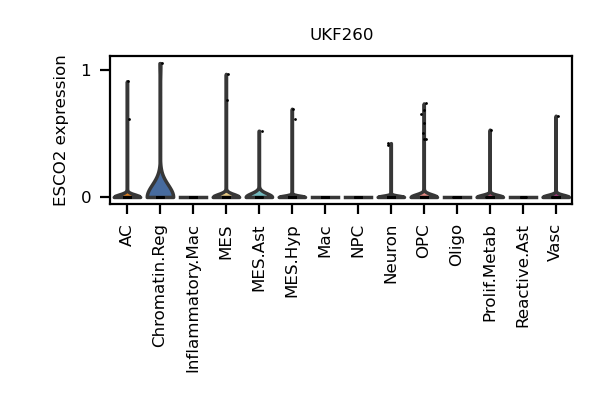 UKF260
ESCO2 expression
1
0
AC
Chromatin.Reg
Inflammatory.Mac
MES
MES.Ast
MES.Hyp
Mac
NPC
Neuron
OPC
Oligo
Prolif.Metab
Reactive.Ast
Vasc